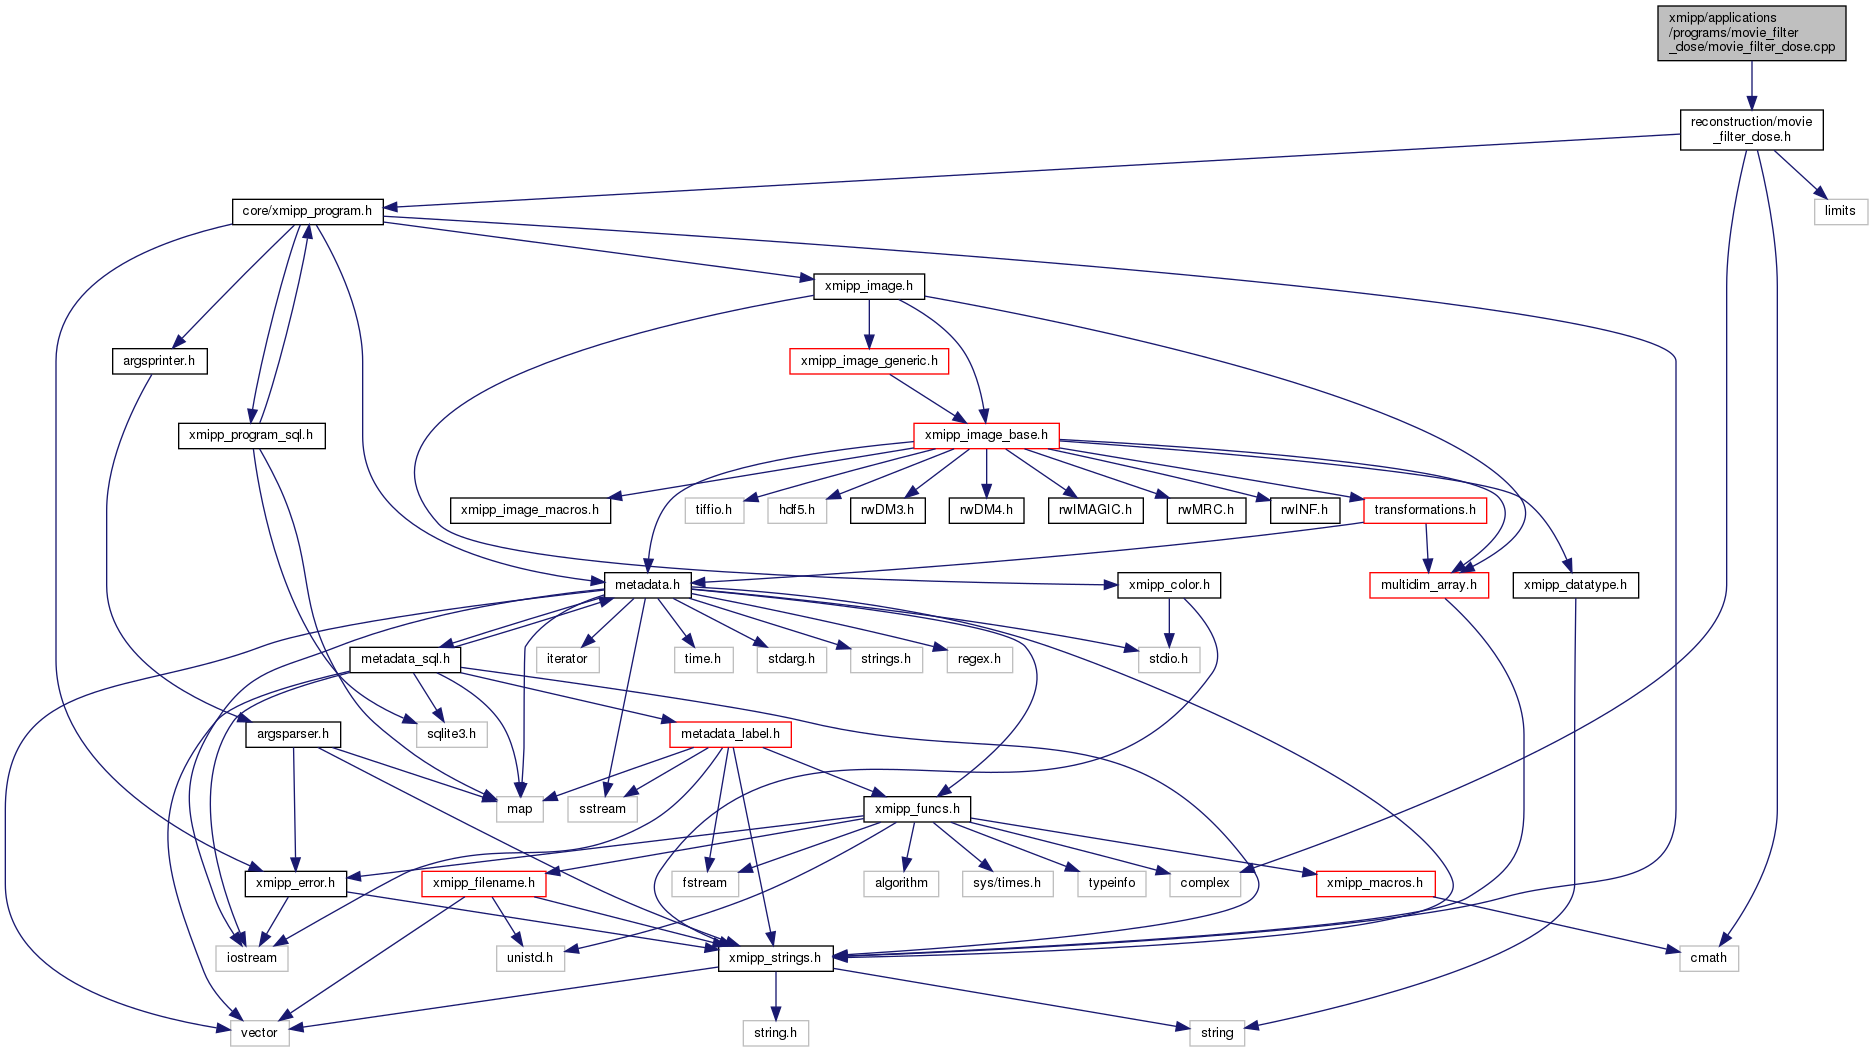 xmipp/applications
/programs/movie_filter
_dose/movie_filter_dose.cpp
reconstruction/movie
_filter_dose.h
core/xmipp_program.h
limits
xmipp_image.h
argsprinter.h
xmipp_image_generic.h
xmipp_program_sql.h
xmipp_image_base.h
xmipp_image_macros.h
tiffio.h
hdf5.h
rwDM3.h
rwDM4.h
rwIMAGIC.h
rwMRC.h
rwINF.h
transformations.h
metadata.h
xmipp_color.h
multidim_array.h
xmipp_datatype.h
metadata_sql.h
iterator
time.h
stdarg.h
strings.h
regex.h
stdio.h
argsparser.h
sqlite3.h
metadata_label.h
map
sstream
xmipp_funcs.h
xmipp_error.h
xmipp_filename.h
fstream
algorithm
sys/times.h
typeinfo
complex
xmipp_macros.h
iostream
unistd.h
xmipp_strings.h
cmath
vector
string.h
string